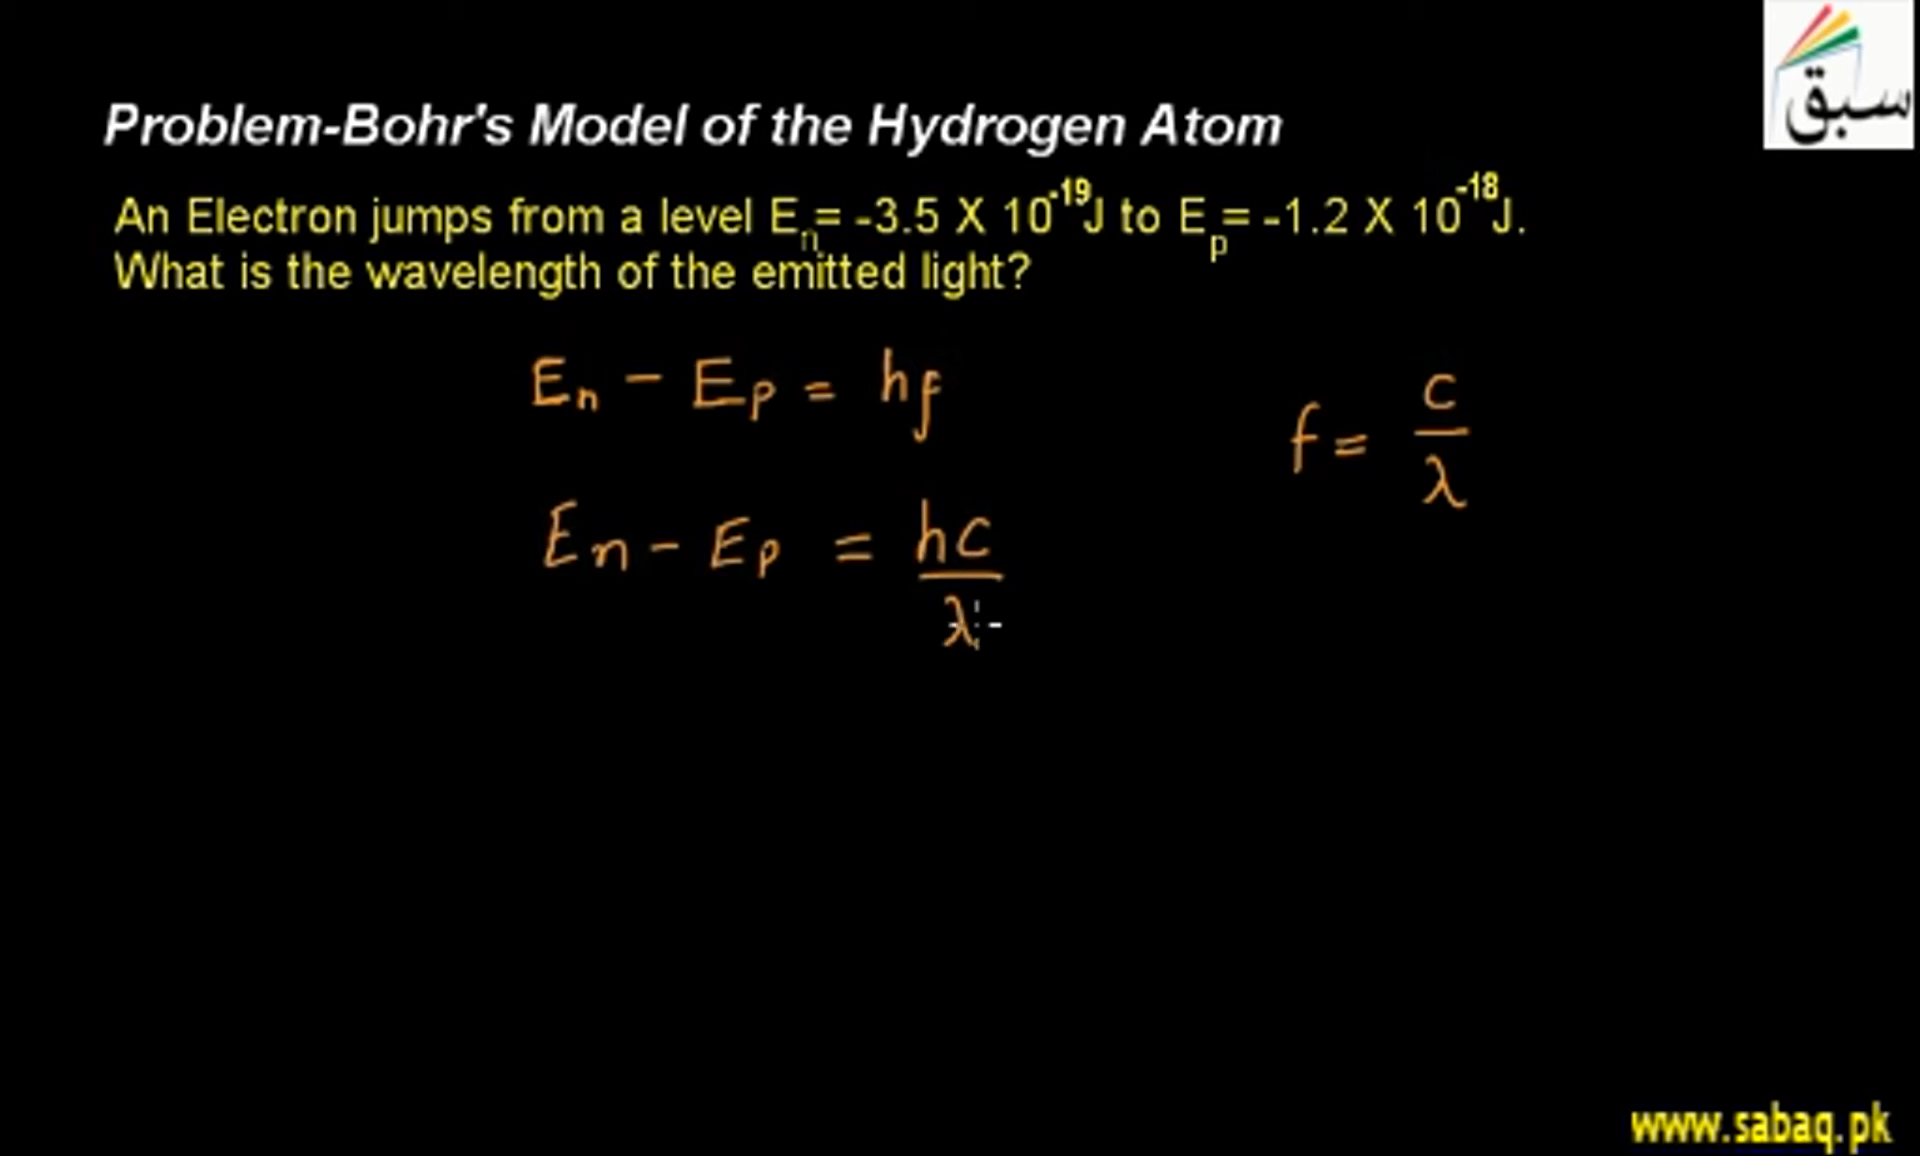 سبق
Problem-Bohr's Model of the Hydrogen Atom
An Electron jumps from a level Eₙ= -3.5 X 10⁻¹⁹J to Eₚ= -1.2 X 10⁻¹⁸J.
What is the wavelength of the emitted light?
Eₙ - Eₚ = hf
f = c/λ
Eₙ - Eₚ = hc/λ
www.sabaq.pk